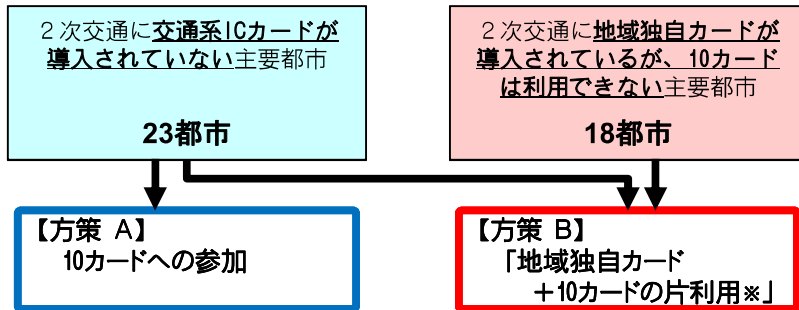 ２次交通に交通系ICカードが
導入されていない主要都市
23都市
２次交通に地域独自カードが
導入されているが、10カード
は利用できない主要都市
18都市
【方策 A】
10カードへの参加
【方策 B】
「地域独自カード
＋10カードの片利用※」